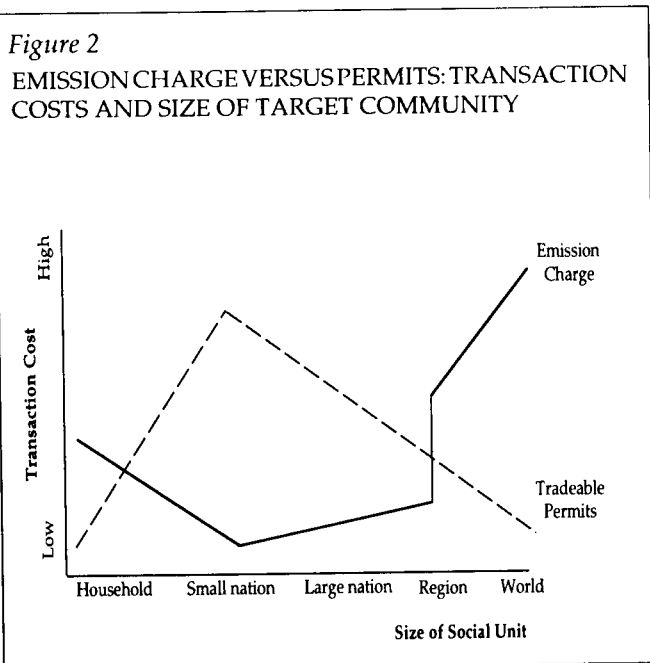 Figure 2
EMISSION CHARGE VERSUS PERMITS: TRANSACTION
COSTS AND SIZE OF TARGET COMMUNITY
High
Transaction Cost
Low
Emission
Charge
Tradeable
Permits
Household Small nation Large nation Region World
Size of Social Unit